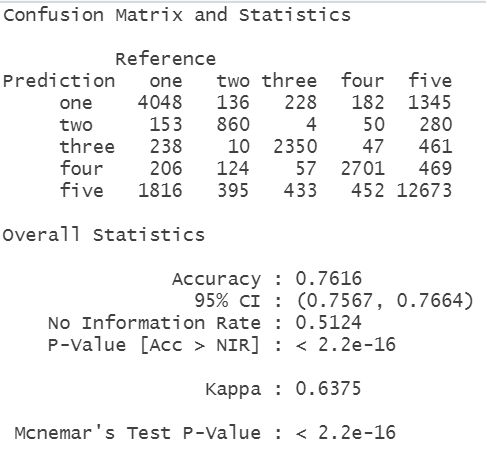 Confusion Matrix and Statistics

          Reference
Prediction   one   two three  four  five
     one    4048   136   228   182  1345
     two     153   860     4    50   280
     three   238    10  2350    47   461
     four    206   124    57  2701   469
     five   1816   395   433   452 12673

Overall Statistics

               Accuracy : 0.7616
                 95% CI : (0.7567, 0.7664)
    No Information Rate : 0.5124
    P-Value [Acc > NIR] : < 2.2e-16

                  Kappa : 0.6375

 Mcnemar's Test P-Value : < 2.2e-16